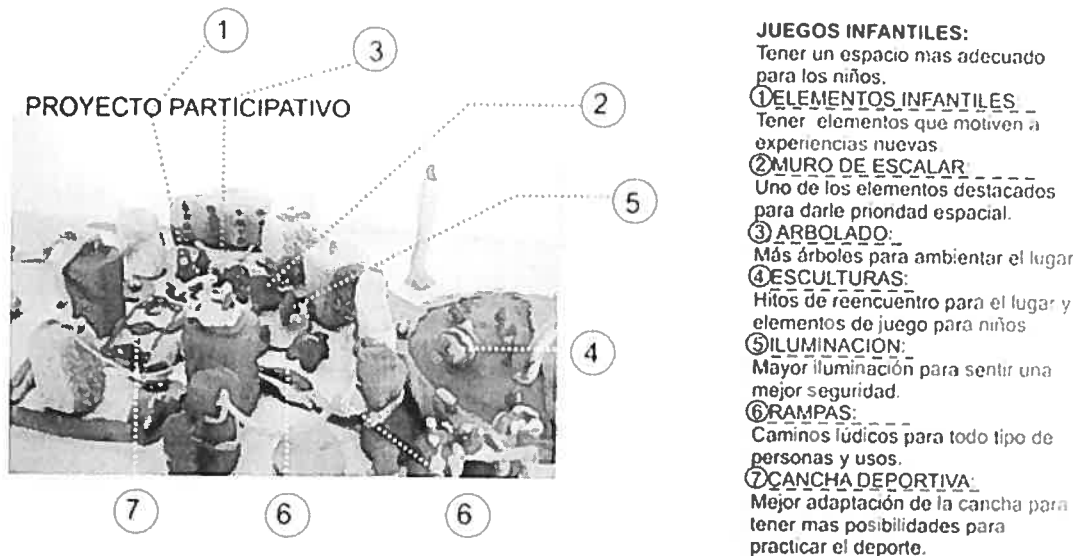 1
3
PROYECTO PARTICIPATIVO
2
5
4
7
6
6
JUEGOS INFANTILES:
Tener un espacio mas adecuado
para los niños.
①ELEMENTOS INFANTILES:
Tener elementos que motiven a
experiencias nuevas.
②MURO DE ESCALAR:
Uno de los elementos destacados
para darle prioridad espacial.
③ ARBOLADO:
Más árboles para ambientar el lugar
④ESCULTURAS:
Hitos de reencuentro para el lugar y
elementos de juego para niños
⑤ILUMINACION:
Mayor iluminación para sentir una
mejor seguridad.
⑥RAMPAS:
Caminos lúdicos para todo tipo de
personas y usos.
⑦CANCHA DEPORTIVA:
Mejor adaptación de la cancha para
tener mas posibilidades para
practicar el deporte.